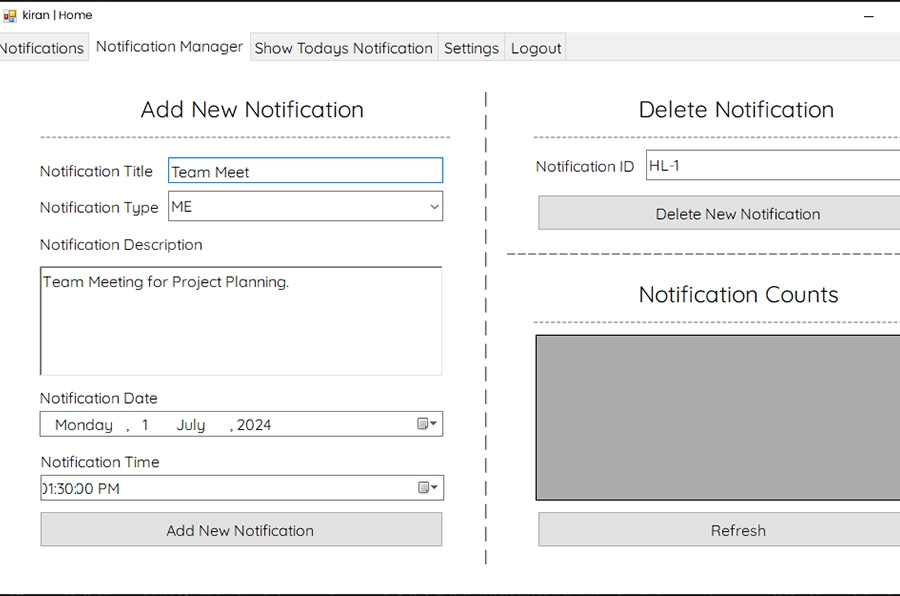 kiran | Home
Notifications
Notification Manager
Show Todays Notification
Settings
Logout
Add New Notification
Notification Title
Team Meet
Notification Type
ME
Notification Description
Team Meeting for Project Planning.
Notification Date
Monday , 1 July , 2024
Notification Time
01:30:00 PM
Add New Notification
Delete Notification
Notification ID
HL-1
Delete New Notification
Notification Counts
Refresh